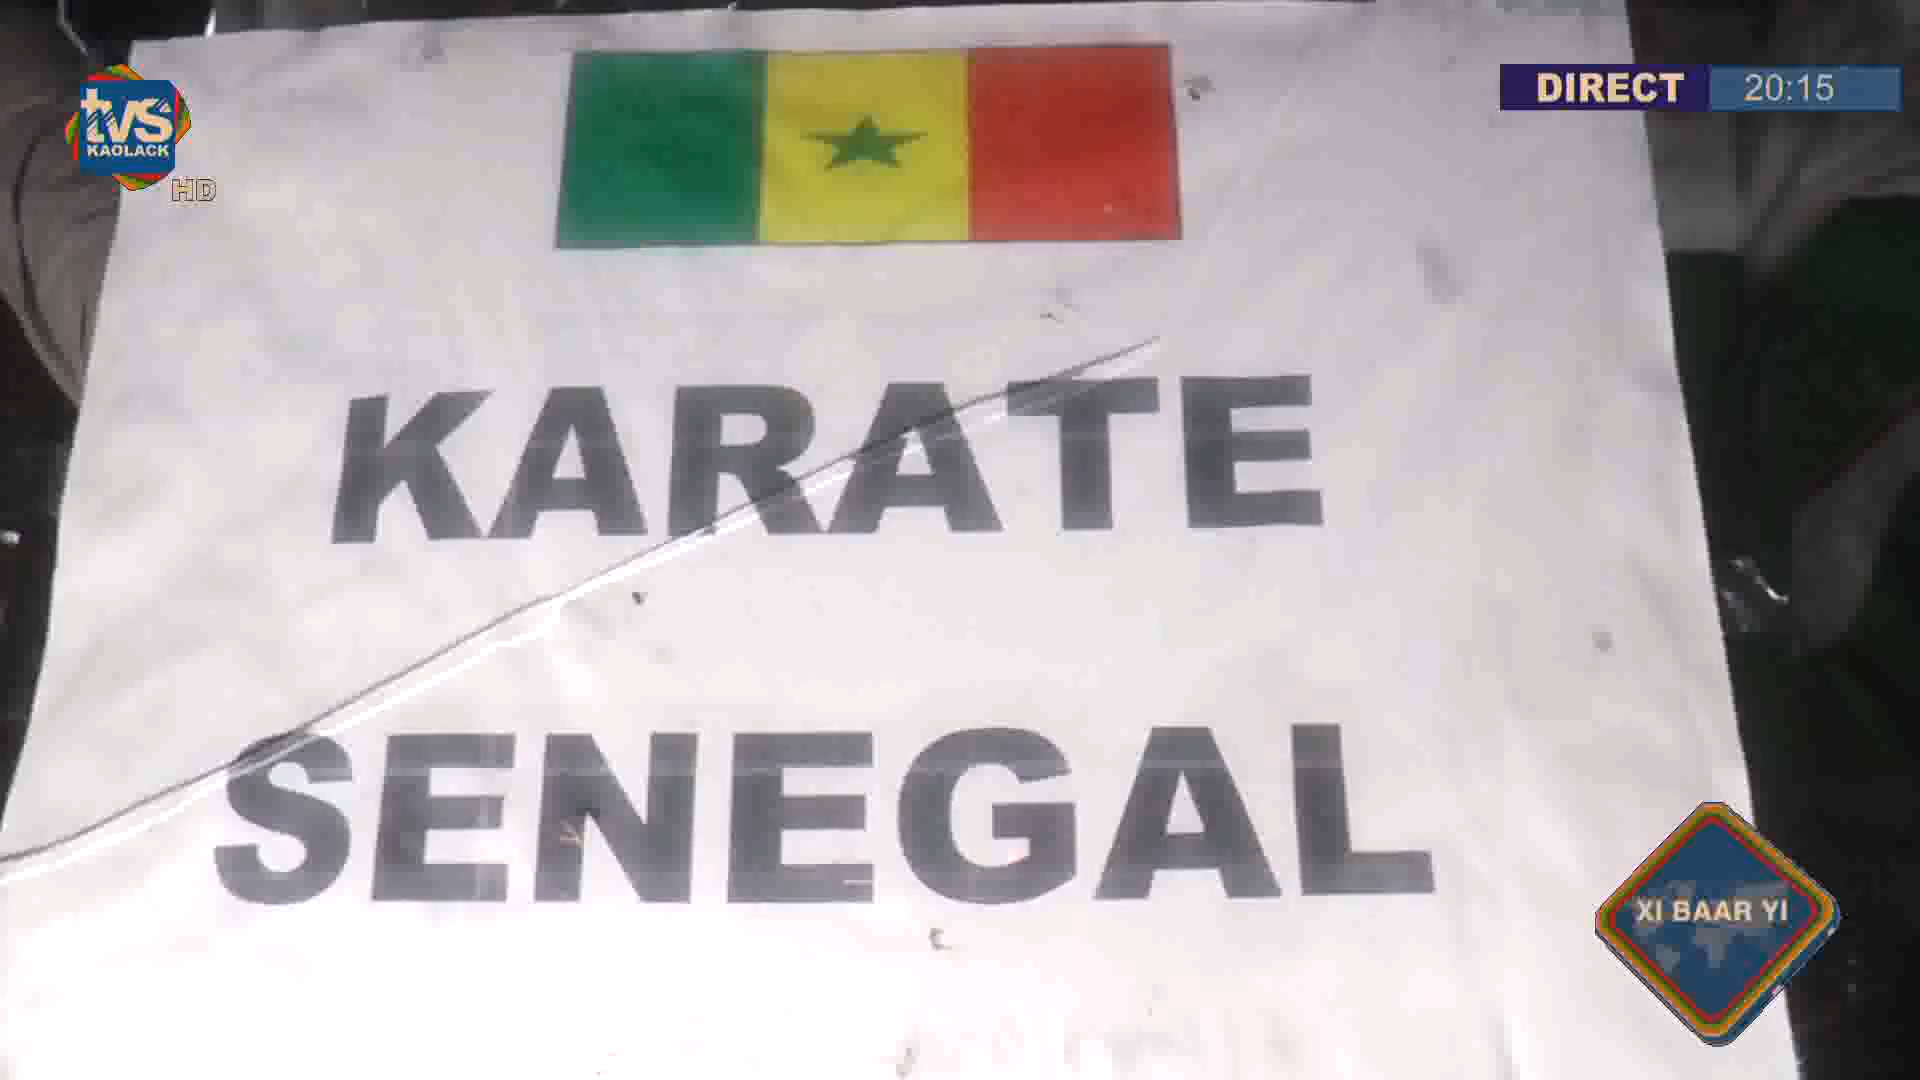 tvs
KAOLACK
HD
DIRECT 20:15
KARATE
SENEGAL
XI BAAR YI